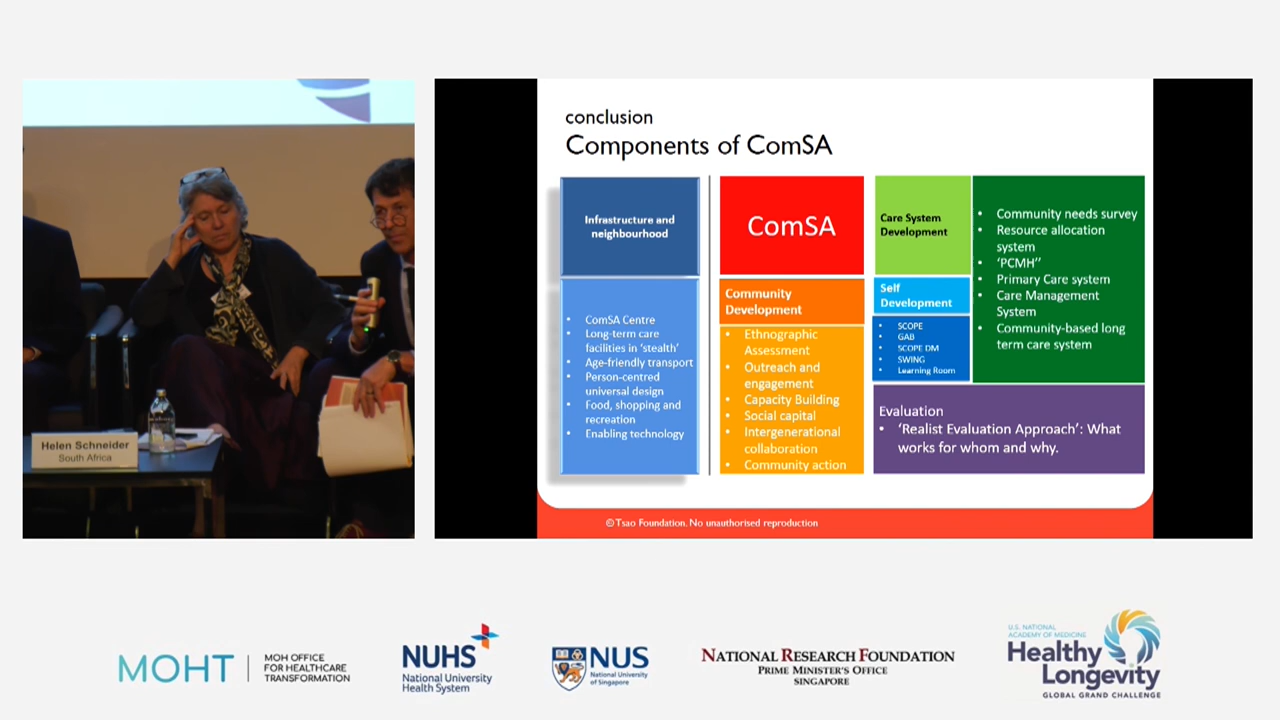 conclusion
Components of ComSA
Infrastructure and
neighbourhood
• ComSA Centre
• Long-term care
facilities in ‘stealth’
• Age-friendly transport
• Person-centred
universal design
• Food, shopping and
recreation
• Enabling technology
ComSA
Community
Development
• Ethnographic
Assessment
• Outreach and
engagement
• Capacity Building
• Social capital
• Intergenerational
collaboration
• Community action
Care System
Development
Self
Development
• SCOPE
• GAB
• SCOPE DM
• SWING
• Learning Room
• Community needs survey
• Resource allocation
system
• ‘PCMH’’
• Primary Care system
• Care Management
System
• Community-based long
term care system
Evaluation
• ‘Realist Evaluation Approach’: What
works for whom and why.
© Tsao Foundation. No unauthorised reproduction
Helen Schneider
South Africa
MOHT
MOH OFFICE
FOR HEALTHCARE
TRANSFORMATION
NUHS
National University
Health System
NUS
National University
of Singapore
NATIONAL RESEARCH FOUNDATION
PRIME MINISTER'S OFFICE
SINGAPORE
U.S. NATIONAL
ACADEMY OF MEDICINE
Healthy
Longevity
GLOBAL GRAND CHALLENGE